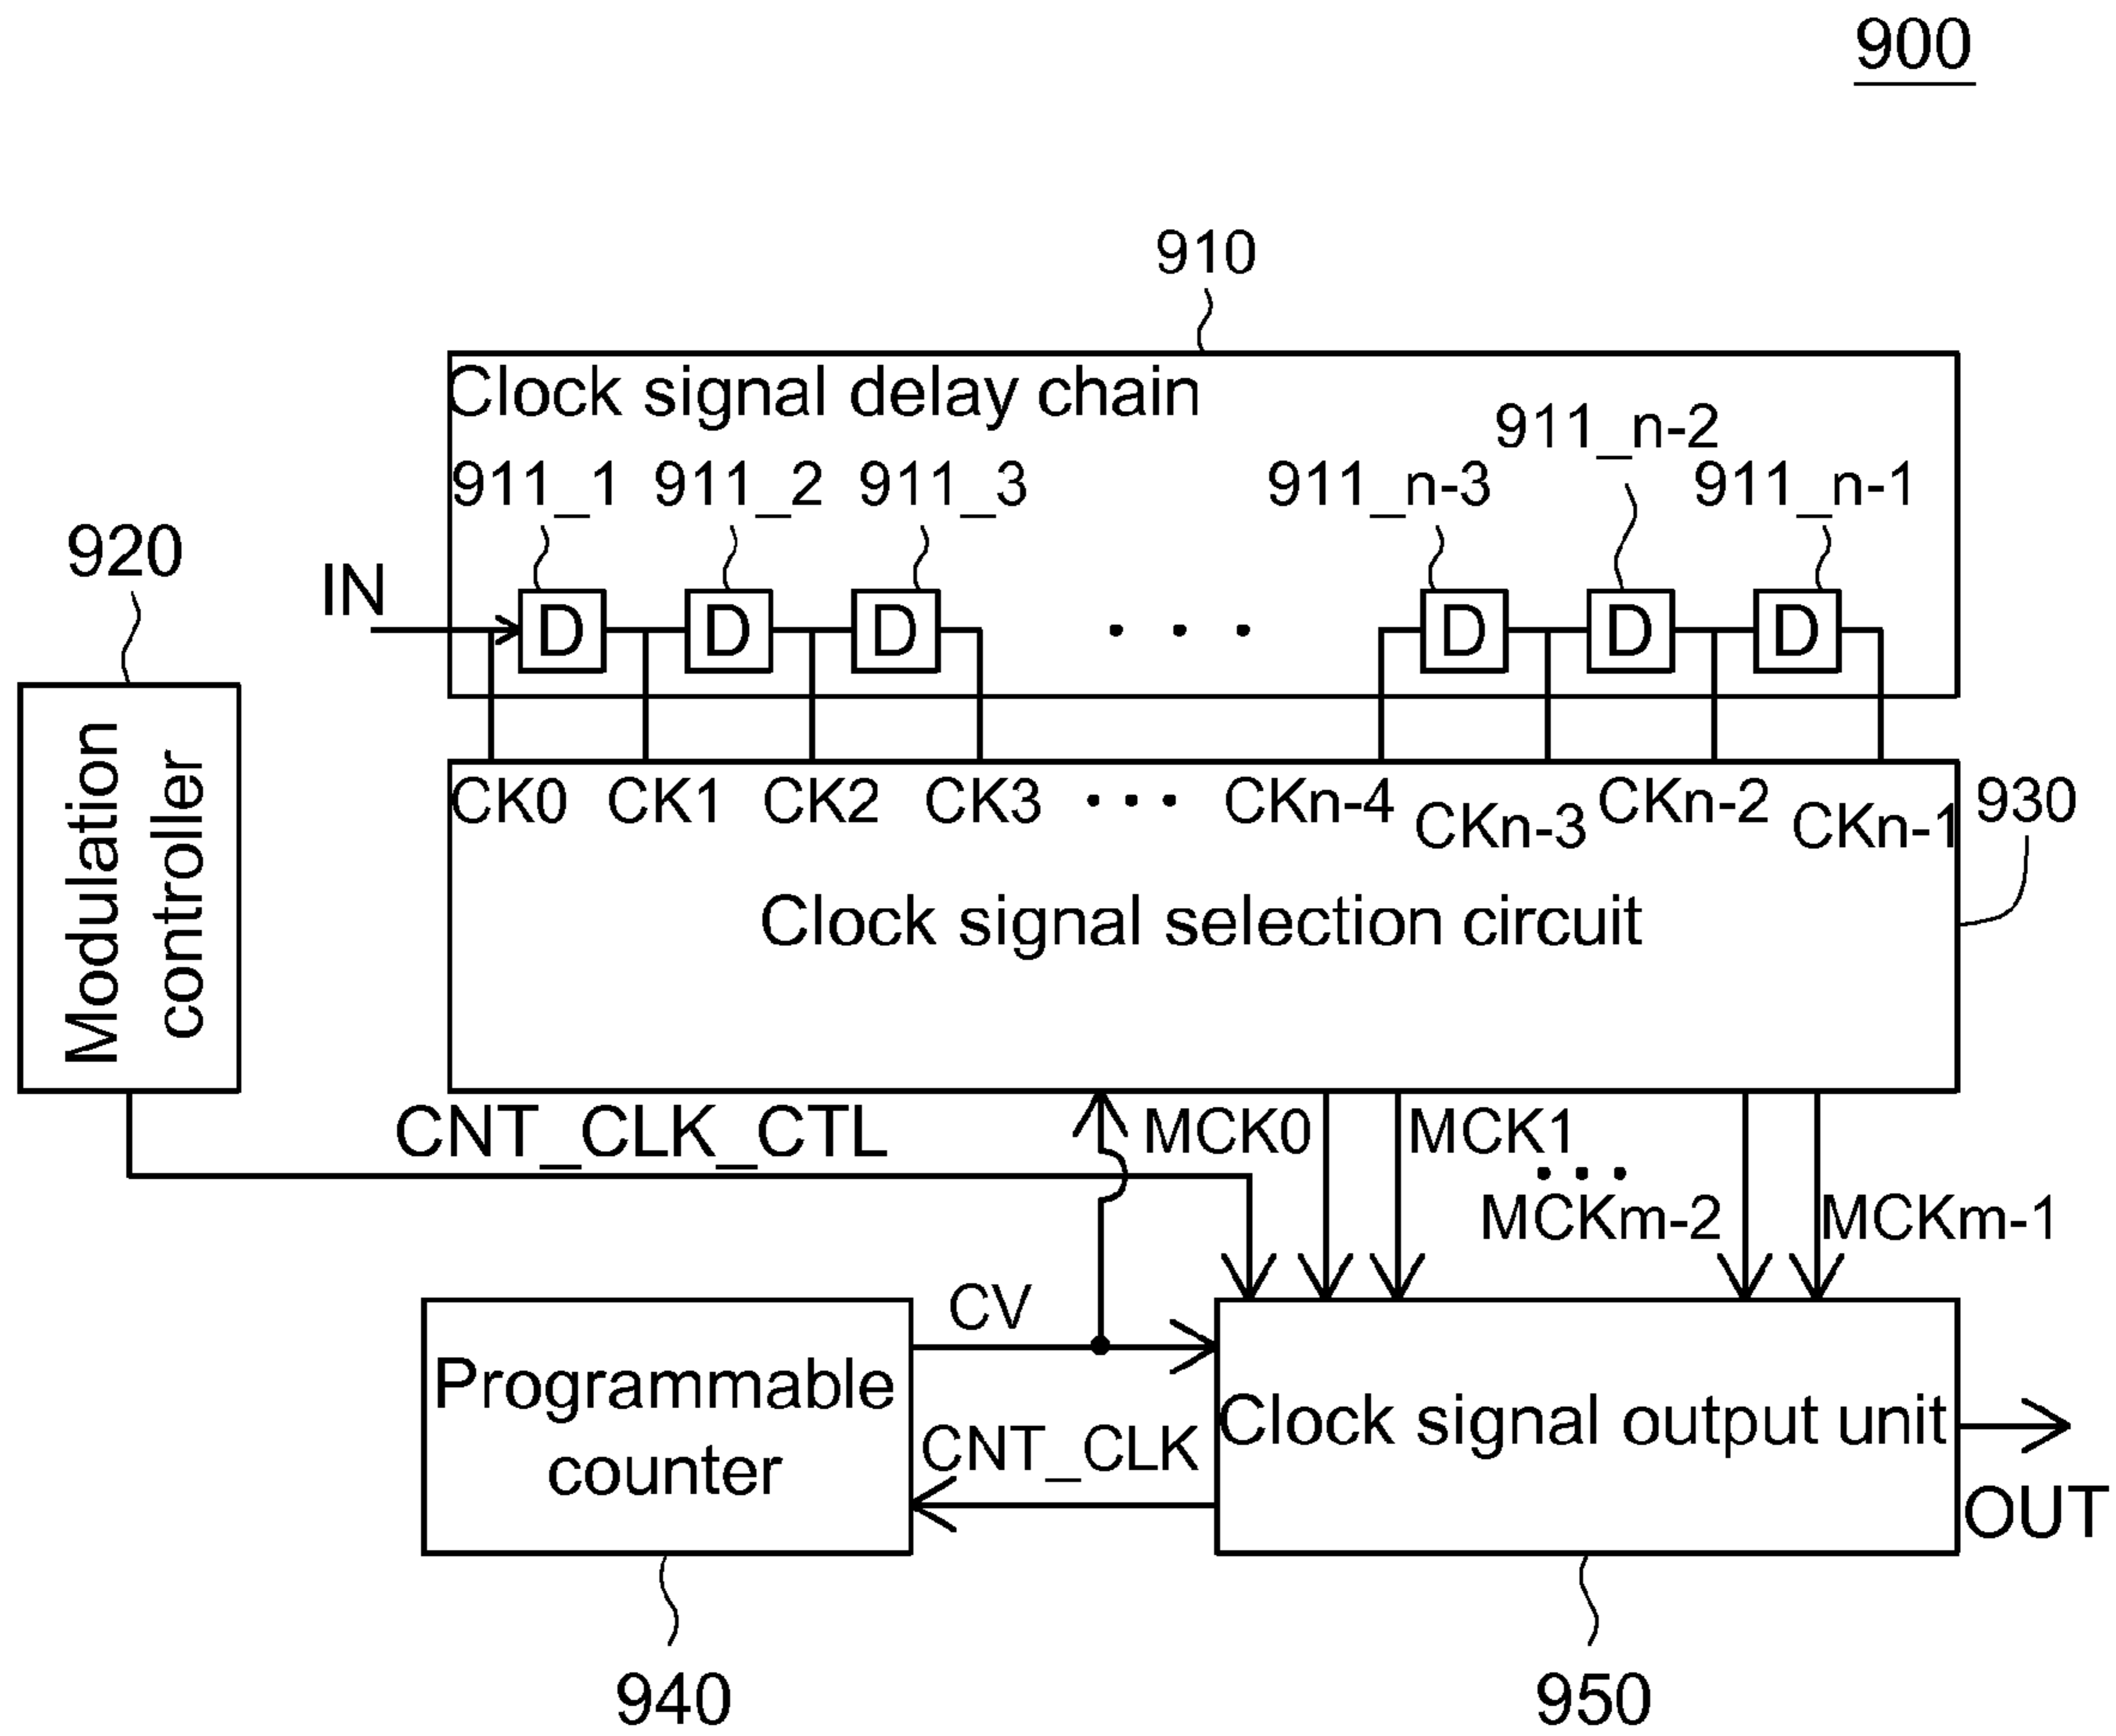 900
910
Clock signal delay chain
911_n-2
911_1 911_2 911_3 911_n-3 911_n-1
920
IN
D D D ... D D D
Modulation
controller
CK0 CK1 CK2 CK3 ... CKn-4 CKn-3 CKn-2 CKn-1
930
Clock signal selection circuit
CNT_CLK_CTL
MCK0 MCK1 ... MCKm-2 MCKm-1
CV
Programmable
counter
CNT_CLK
Clock signal output unit
OUT
940
950